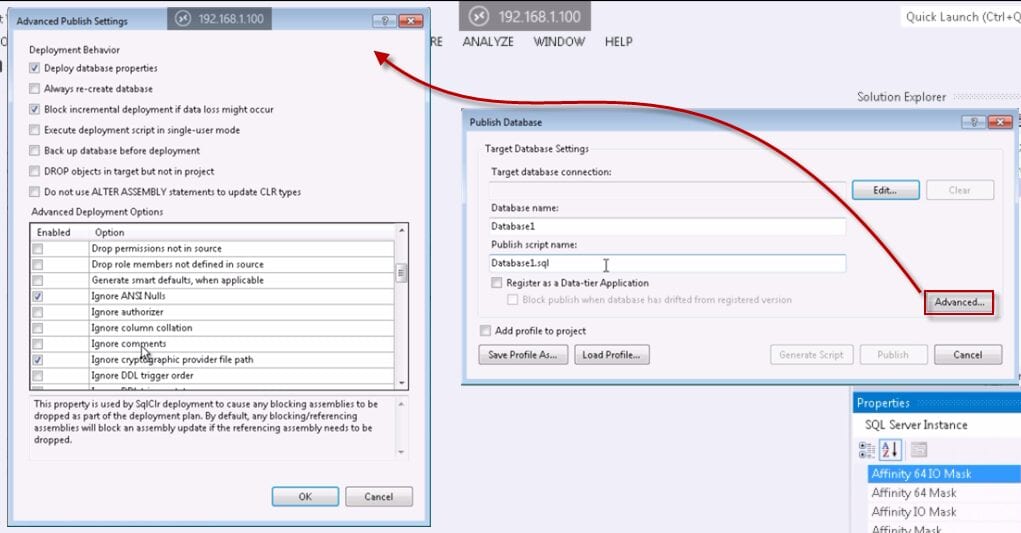 Advanced Publish Settings
192.168.1.100
Deployment Behavior
Deploy database properties
Always re-create database
Block incremental deployment if data loss might occur
Execute deployment script in single-user mode
Back up database before deployment
DROP objects in target but not in project
Do not use ALTER ASSEMBLY statements to update CLR types
Advanced Deployment Options
Enabled Option
Drop permissions not in source
Drop role members not defined in source
Generate smart defaults, when applicable
Ignore ANSI Nulls
Ignore authorizer
Ignore column collation
Ignore comments
Ignore cryptographic provider file path
Ignore DDL trigger order
This property is used by SqlClr deployment to cause any blocking assemblies to be
dropped as part of the deployment plan. By default, any blocking/referencing
assemblies will block an assembly update if the referencing assembly needs to be
dropped.
OK Cancel
192.168.1.100
Quick Launch (Ctrl+Q
RE ANALYZE WINDOW HELP
Solution Explorer
Publish Database
Target Database Settings
Target database connection:
Edit... Clear
Database name:
Database1
Publish script name:
Database1.sql
Register as a Data-tier Application
Block publish when database has drifted from registered version
Advanced...
Add profile to project
Save Profile As... Load Profile... Generate Script Publish Cancel
Properties
SQL Server Instance
Affinity 64 IO Mask
Affinity 64 Mask
Affinity IO Mask
Affinity Mask